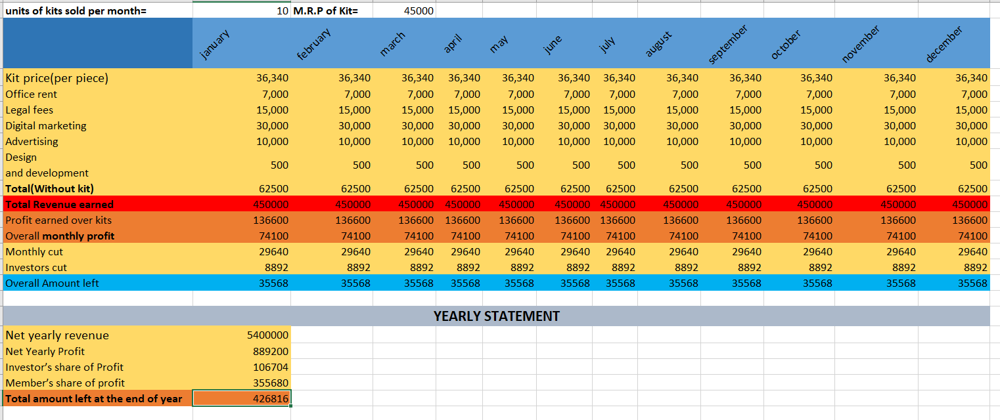 units of kits sold per month= 10 M.R.P of Kit= 45000
january february march april may june july august september october november december
Kit price(per piece) 36,340 36,340 36,340 36,340 36,340 36,340 36,340 36,340 36,340 36,340 36,340 36,340
Office rent 7,000 7,000 7,000 7,000 7,000 7,000 7,000 7,000 7,000 7,000 7,000 7,000
Legal fees 15,000 15,000 15,000 15,000 15,000 15,000 15,000 15,000 15,000 15,000 15,000 15,000
Digital marketing 30,000 30,000 30,000 30,000 30,000 30,000 30,000 30,000 30,000 30,000 30,000 30,000
Advertising 10,000 10,000 10,000 10,000 10,000 10,000 10,000 10,000 10,000 10,000 10,000 10,000
Design
and development 500 500 500 500 500 500 500 500 500 500 500 500
Total(Without kit) 62500 62500 62500 62500 62500 62500 62500 62500 62500 62500 62500 62500
Total Revenue earned 450000 450000 450000 450000 450000 450000 450000 450000 450000 450000 450000 450000
Profit earned over kits 136600 136600 136600 136600 136600 136600 136600 136600 136600 136600 136600 136600
Overall monthly profit 74100 74100 74100 74100 74100 74100 74100 74100 74100 74100 74100 74100
Monthly cut 29640 29640 29640 29640 29640 29640 29640 29640 29640 29640 29640 29640
Investors cut 8892 8892 8892 8892 8892 8892 8892 8892 8892 8892 8892 8892
Overall Amount left 35568 35568 35568 35568 35568 35568 35568 35568 35568 35568 35568 35568
YEARLY STATEMENT
Net yearly revenue 5400000
Net Yearly Profit 889200
Investor’s share of Profit 106704
Member’s share of profit 355680
Total amount left at the end of year 426816